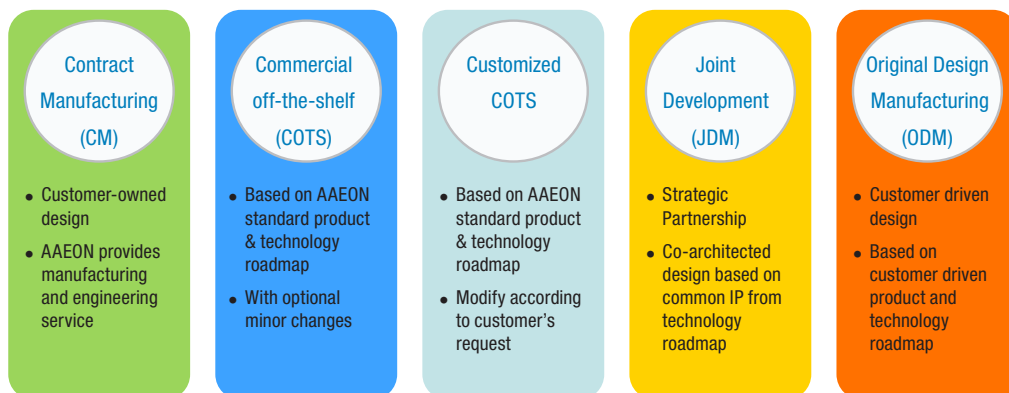 Contract
Manufacturing
(CM)
• Customer-owned
design
• AAEON provides
manufacturing
and engineering
service
Commercial
off-the-shelf
(COTS)
• Based on AAEON
standard product
& technology
roadmap
• With optional
minor changes
Customized
COTS
• Based on AAEON
standard product
& technology
roadmap
• Modify according
to customer's
request
Joint
Development
(JDM)
• Strategic
Partnership
• Co-architected
design based on
common IP from
technology
roadmap
Original Design
Manufacturing
(ODM)
• Customer driven
design
• Based on
customer driven
product and
technology
roadmap